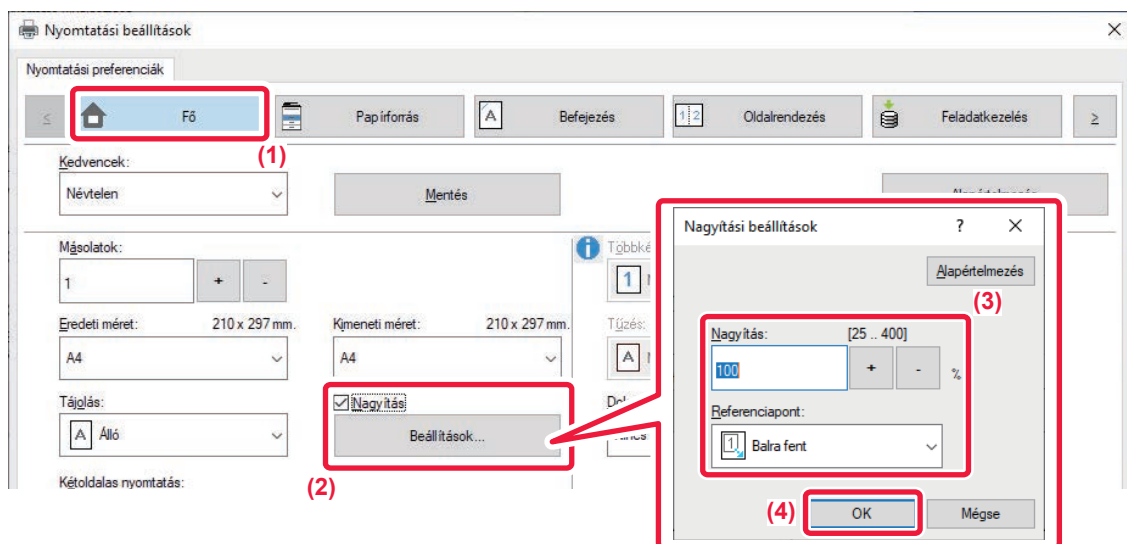 Nyomtatási beállítások
Nyomtatási preferenciák
< Fő Papírforrás Befejezés Oldalrendezés Feladatkezelés >
(1)
Kedvencek:
Névtelen Mentés
Nagyítási beállítások ? ×
Másolatok:
1 + -
Alapértelmezés
(3)
Eredeti méret: 210 x 297 mm. Kimeneti méret: 210 x 297 mm. Tűzés:
A4 A4
Nagyítás: [25 .. 400]
100 + - %
Tájolás: Nagyítás
Referenciapont:
Álló Beállítások...
Balra fent
Kétoldalas nyomtatás:
(2)
(4) OK Mégse